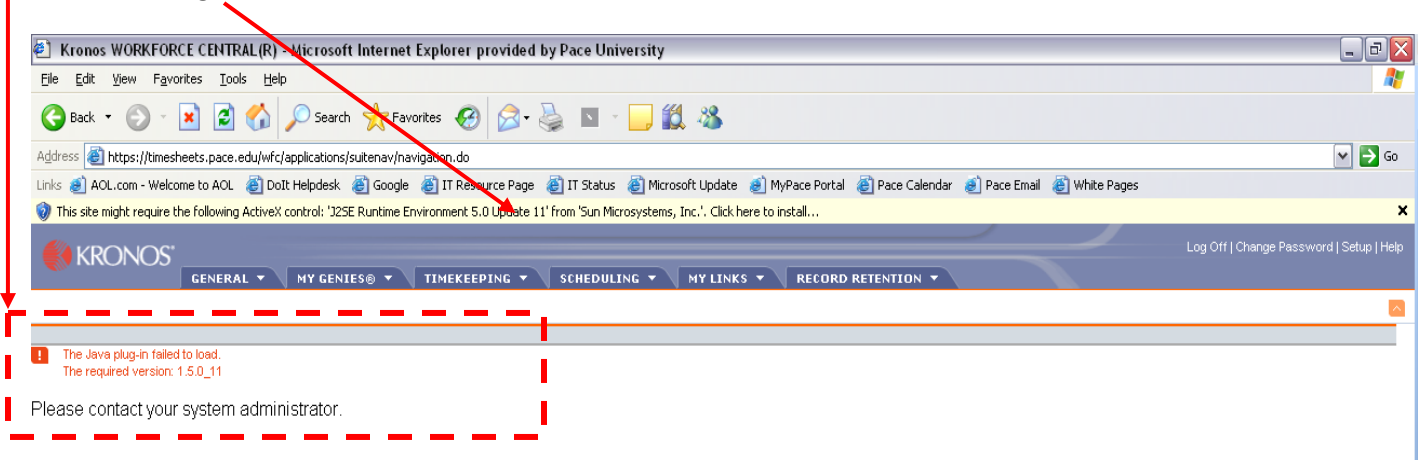 Kronos WORKFORCE CENTRAL(R) - Microsoft Internet Explorer provided by Pace University
File Edit View Favorites Tools Help
Back Search Favorites
Address https://timesheets.pace.edu/wfc/applications/suitenav/navigation.do Go
Links AOL.com - Welcome to AOL DoIt Helpdesk Google IT Resource Page IT Status Microsoft Update MyPace Portal Pace Calendar Pace Email White Pages
This site might require the following ActiveX control: 'J2SE Runtime Environment 5.0 Update 11' from 'Sun Microsystems, Inc.'. Click here to install...
KRONOS® Log Off | Change Password | Setup | Help
GENERAL MY GENIES® TIMEKEEPING SCHEDULING MY LINKS RECORD RETENTION
The Java plug-in failed to load.
The required version: 1.5.0_11
Please contact your system administrator.